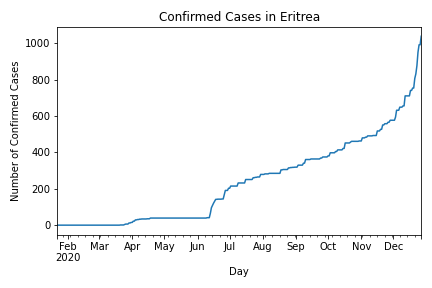 Confirmed Cases in Eritrea
Number of Confirmed Cases
1000
800
600
400
200
0
Feb Mar Apr May Jun Jul Aug Sep Oct Nov Dec
2020
Day